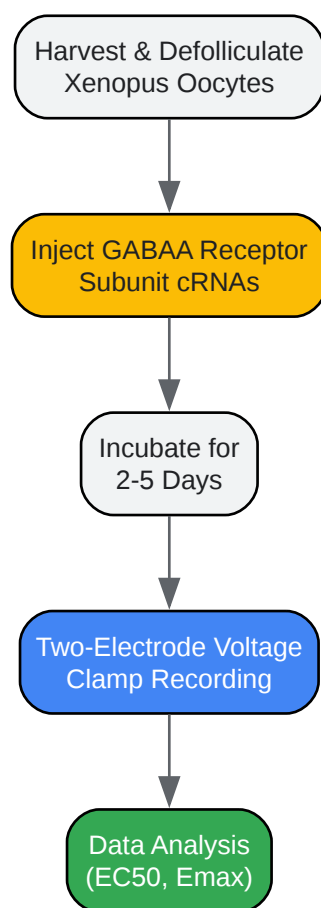 Harvest & Defolliculate
Xenopus Oocytes
Inject GABAA Receptor
Subunit cRNAs
Incubate for
2-5 Days
Two-Electrode Voltage
Clamp Recording
Data Analysis
(EC50, Emax)